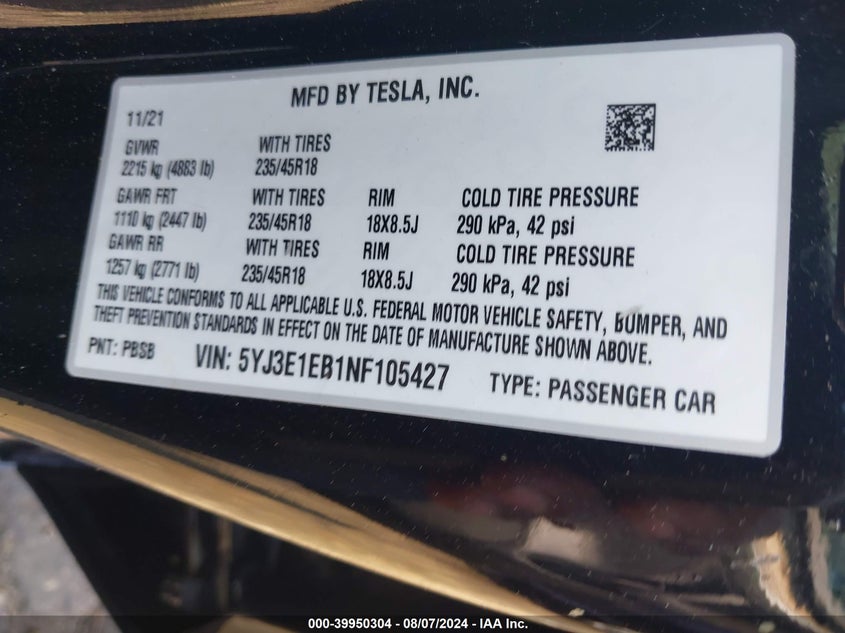 MFD BY TESLA, INC.
11/21
GVWR WITH TIRES
2215 kg (4883 lb) 235/45R18
GAWR FRT WITH TIRES RIM COLD TIRE PRESSURE
1110 kg (2447 lb) 235/45R18 18X8.5J 290 kPa, 42 psi
GAWR RR WITH TIRES RIM COLD TIRE PRESSURE
1257 kg (2771 lb) 235/45R18 18X8.5J 290 kPa, 42 psi
THIS VEHICLE CONFORMS TO ALL APPLICABLE U.S. FEDERAL MOTOR VEHICLE SAFETY, BUMPER, AND
THEFT PREVENTION STANDARDS IN EFFECT ON THE DATE OF MANUFACTURE SHOWN ABOVE.
PNT: PBSB VIN: 5YJ3E1EB1NF105427 TYPE: PASSENGER CAR
000-39950304 - 08/07/2024 - IAA Inc.